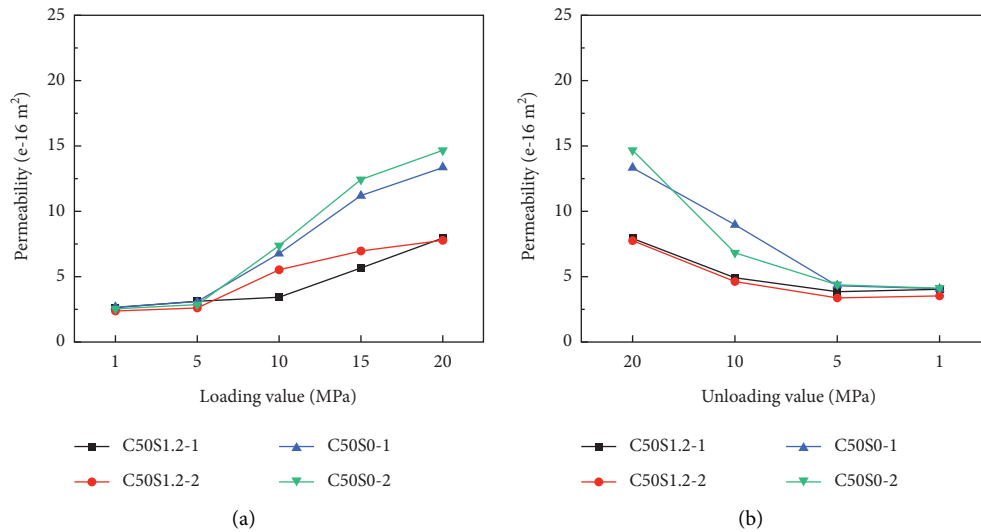 25
20
15
10
5
0
Permeability (e-16 m²)
1 5 10 15 20
Loading value (MPa)
C50S1.2-1 C50S0-1
C50S1.2-2 C50S0-2
(a)
25
20
15
10
5
0
Permeability (e-16 m²)
20 10 5 1
Unloading value (MPa)
C50S1.2-1 C50S0-1
C50S1.2-2 C50S0-2
(b)